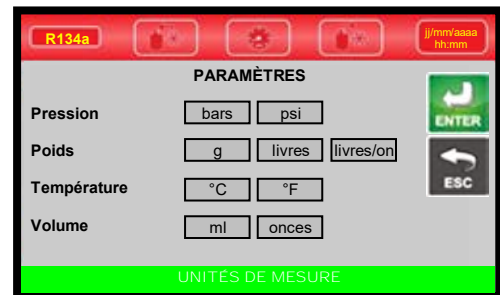 R134a
jj/mm/aaaa
hh:mm
PARAMÈTRES
Pression bars psi
ENTER
Poids g livres livres/on
Température °C °F
ESC
Volume ml onces
UNITÉS DE MESURE